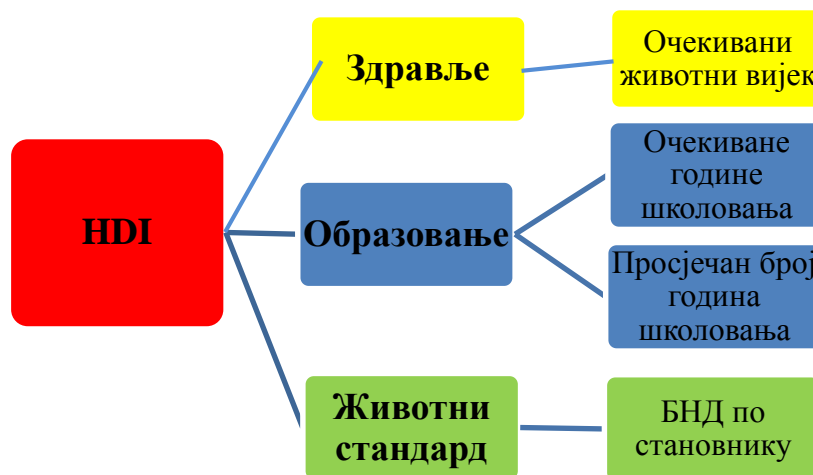 HDI
Здравље
Очекивани
животни вијек
Образовање
Очекиване
године
школовања
Просјечан број
година
школовања
Животни
стандард
БНД по
становнику